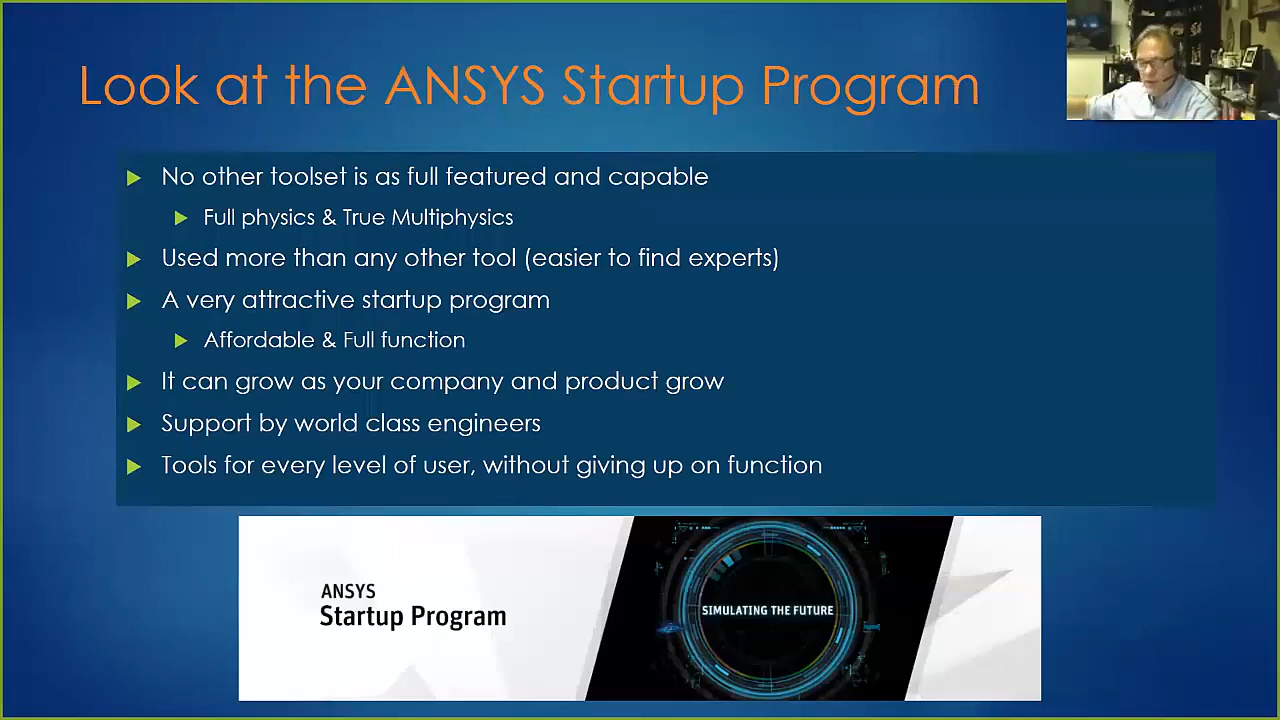 Look at the ANSYS Startup Program
No other toolset is as full featured and capable
Full physics & True Multiphysics
Used more than any other tool (easier to find experts)
A very attractive startup program
Affordable & Full function
It can grow as your company and product grow
Support by world class engineers
Tools for every level of user, without giving up on function
ANSYS
Startup Program
SIMULATING THE FUTURE